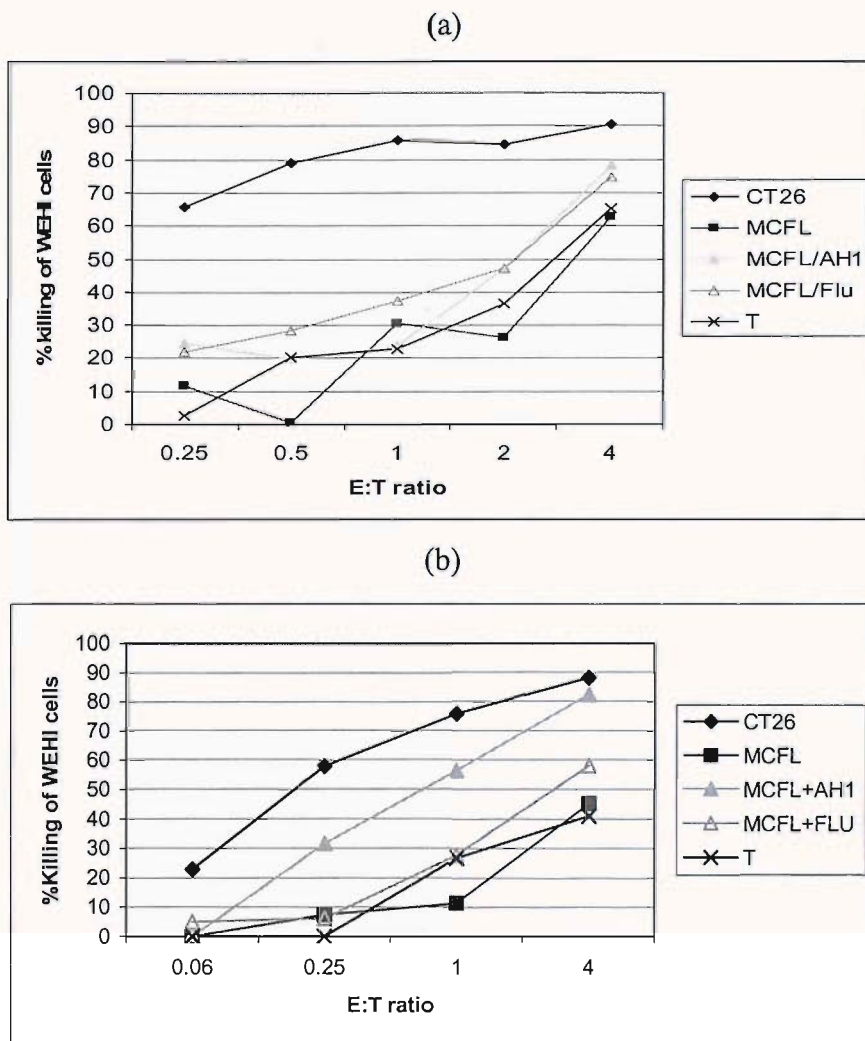 (a)
100
90
80
70
60
50
40
30
20
10
0
%killing of WEHI cells
0.25 0.5 1 2 4
E:T ratio
CT26
MCFL
MCFL/AH1
MCFL/Flu
T
(b)
100
90
80
70
60
50
40
30
20
10
0
%Killing of WEHI cells
0.06 0.25 1 4
E:T ratio
CT26
MCFL
MCFL+AH1
MCFL+FLU
T